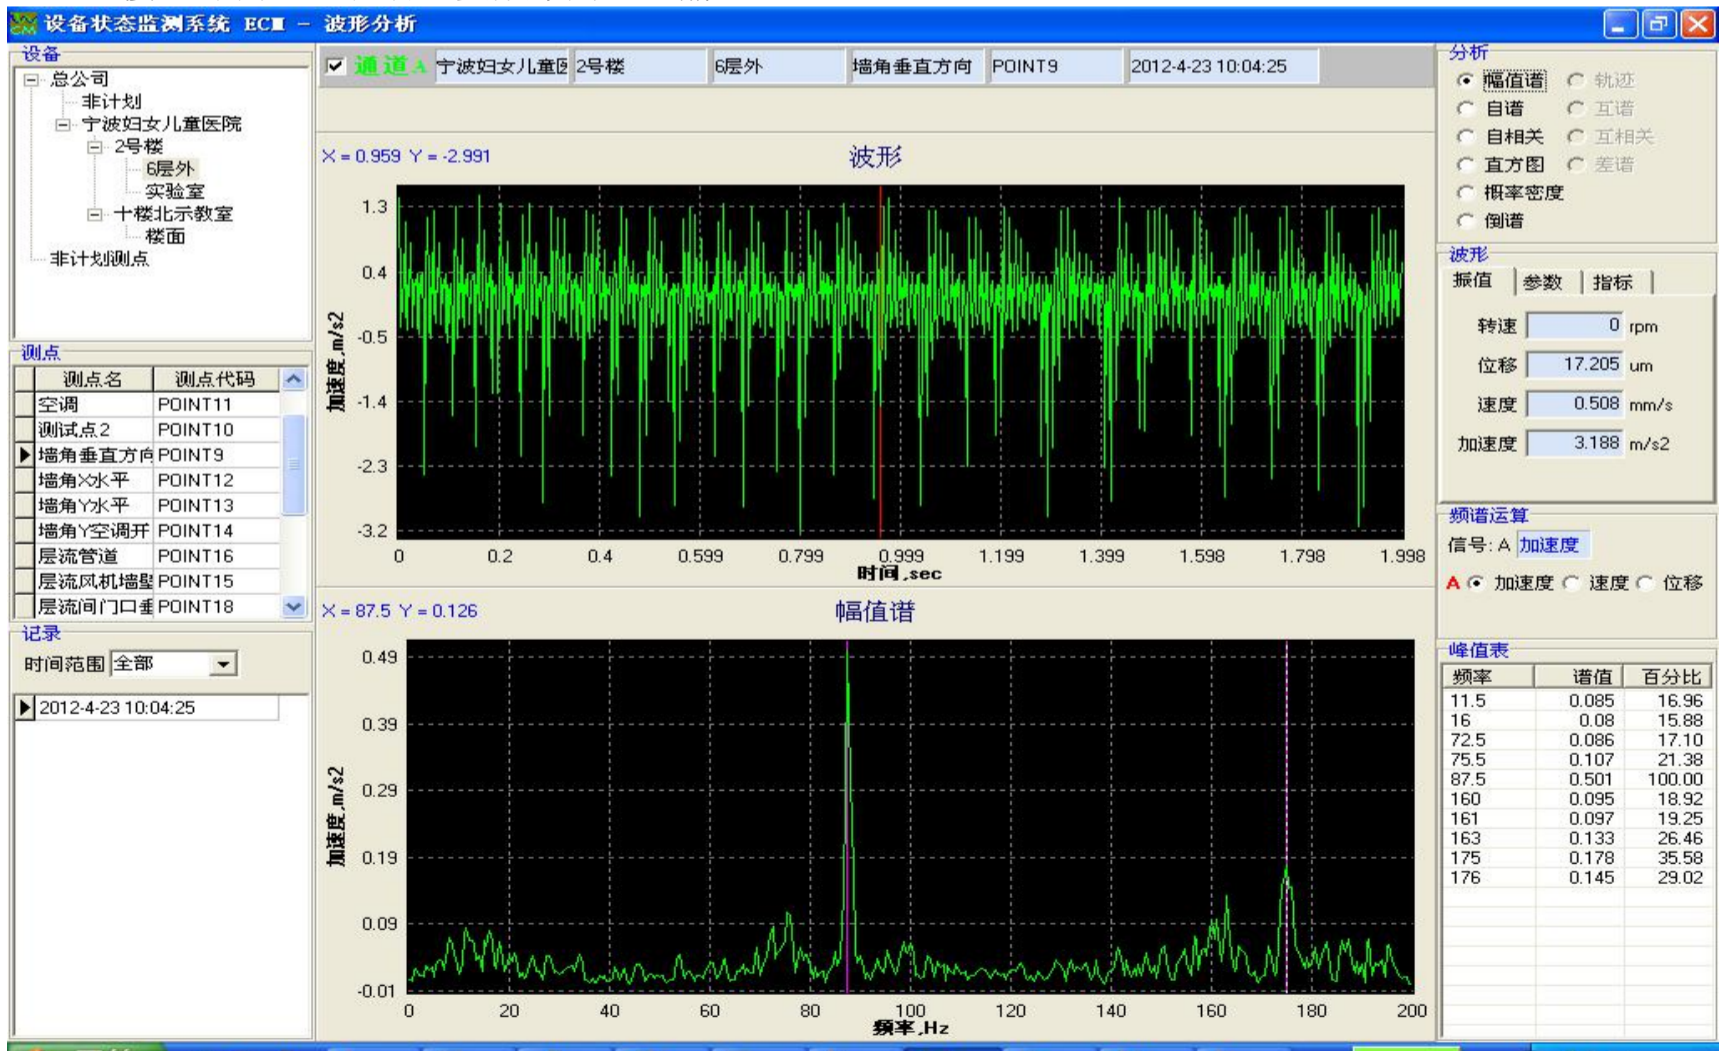 设备状态监测系统 ECM - 波形分析
设备
总公司
非计划
宁波妇女儿童医院
2号楼
6层外
实验室
十楼北示教室
楼面
非计划测点
测点
测点名 测点代码
空调 POINT11
测试点2 POINT10
墙角垂直方向 POINT9
墙角X水平 POINT12
墙角Y水平 POINT13
墙角Y空调开 POINT14
层流管道 POINT16
层流风机墙壁 POINT15
层流间门口垂 POINT18
记录
时间范围 全部
2012-4-23 10:04:25
通道A 宁波妇女儿童医 2号楼 6层外 墙角垂直方向 POINT9 2012-4-23 10:04:25
X = 0.959 Y = -2.991
波形
加速度,m/s2
1.3
0.4
-0.5
-1.4
-2.3
-3.2
0 0.2 0.4 0.599 0.799 0.999 1.199 1.399 1.598 1.798 1.998
时间,sec
X = 87.5 Y = 0.126
幅值谱
加速度,m/s2
0.49
0.39
0.29
0.19
0.09
-0.01
0 20 40 60 80 100 120 140 160 180 200
频率,Hz
分析
幅值谱 轨迹
自谱 互谱
自相关 互相关
直方图 差谱
概率密度
倒谱
波形
振值 参数 指标
转速 0 rpm
位移 17.205 um
速度 0.508 mm/s
加速度 3.188 m/s2
频谱运算
信号: A 加速度
A 加速度 速度 位移
峰值表
频率 谱值 百分比
11.5 0.085 16.96
16 0.08 15.88
72.5 0.086 17.10
75.5 0.107 21.38
87.5 0.501 100.00
160 0.095 18.92
161 0.097 19.25
163 0.133 26.46
175 0.178 35.58
176 0.145 29.02